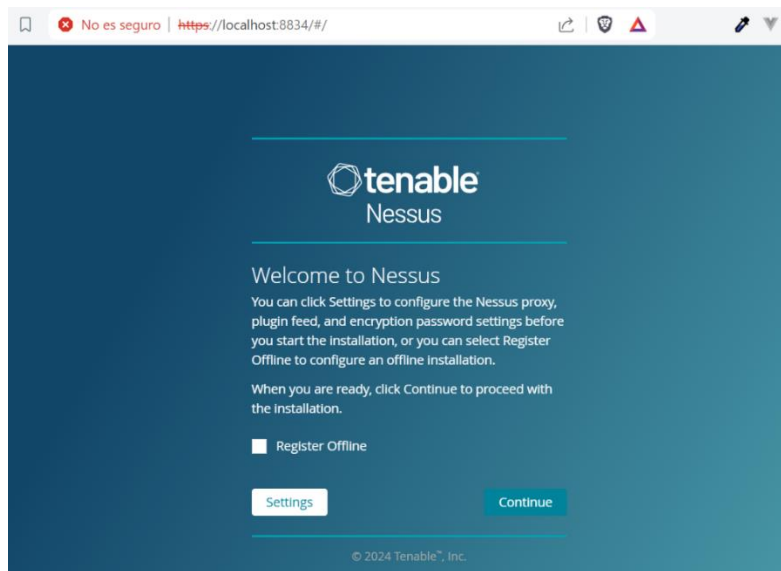 No es seguro | https://localhost:8834/#/
tenable
Nessus
Welcome to Nessus
You can click Settings to configure the Nessus proxy,
plugin feed, and encryption password settings before
you start the installation, or you can select Register
Offline to configure an offline installation.
When you are ready, click Continue to proceed with
the installation.
Register Offline
Settings Continue
© 2024 Tenable™, Inc.